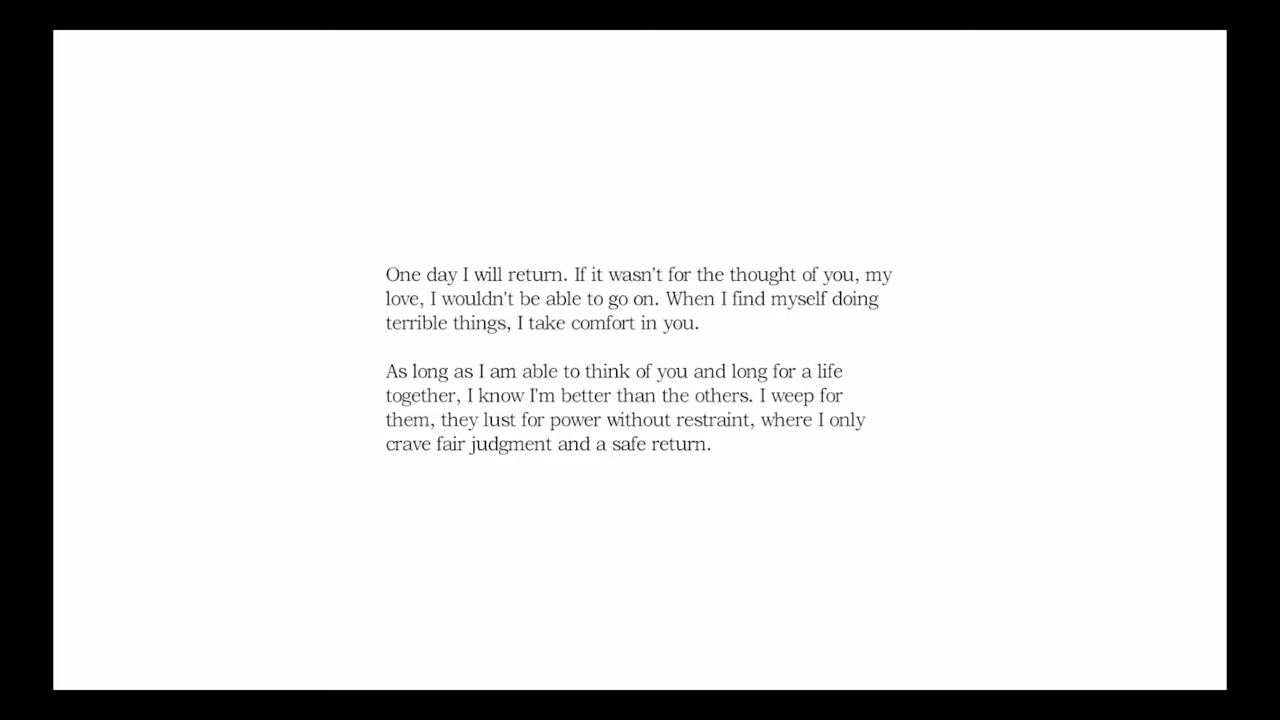 One day I will return. If it wasn't for the thought of you, my
love, I wouldn't be able to go on. When I find myself doing
terrible things, I take comfort in you.
As long as I am able to think of you and long for a life
together, I know I'm better than the others. I weep for
them, they lust for power without restraint, where I only
crave fair judgment and a safe return.